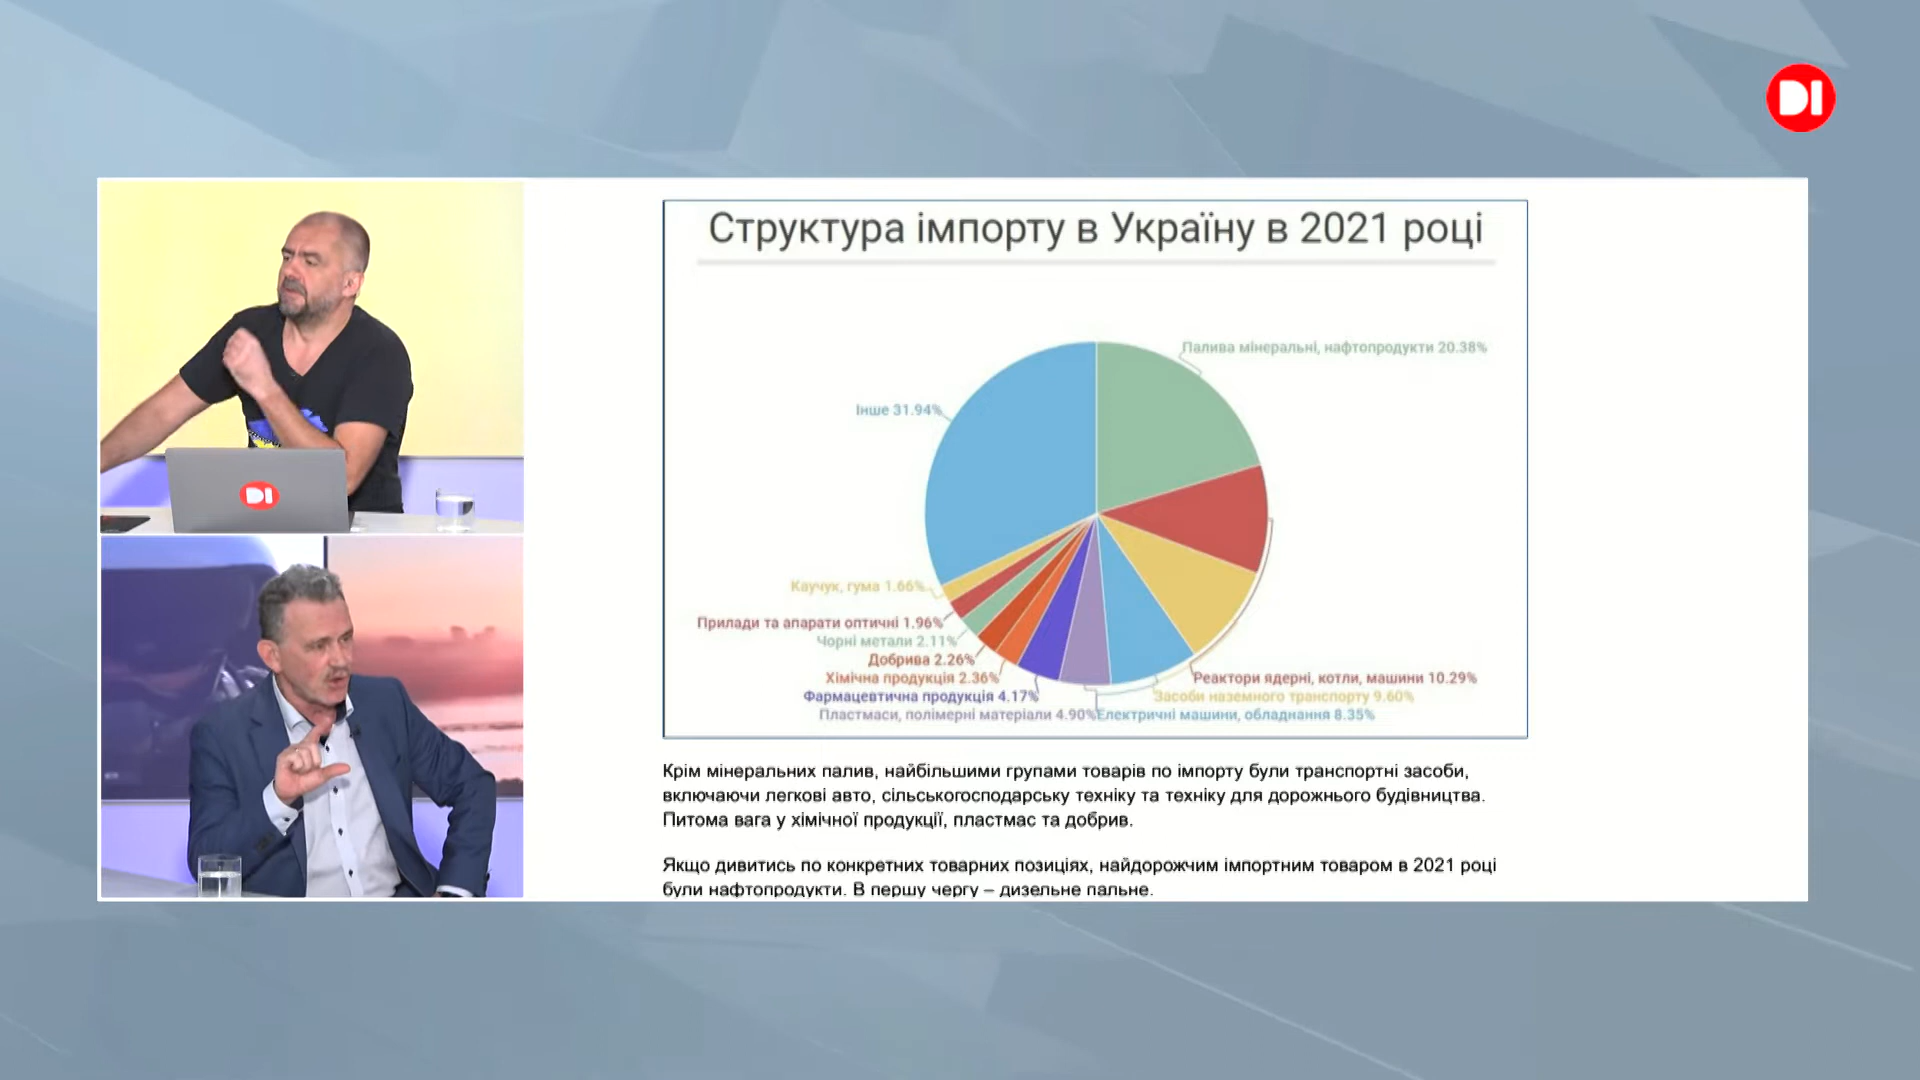 DI
DI
Структура імпорту в Україну в 2021 році
Палива мінеральні, нафтопродукти 20.38%
Інше 31.94%
Каучук, гума 1.66%
Прилади та апарати оптичні 1.96%
Чорні метали 2.11%
Добрива 2.26%
Хімічна продукція 2.36%
Реактори ядерні, котли, машини 10.29%
Фармацевтична продукція 4.17%
Засоби наземного транспорту 9.60%
Пластмаси, полімерні матеріали 4.90%
Електричні машини, обладнання 8.35%
Крім мінеральних палив, найбільшими групами товарів по імпорту були транспортні засоби,
включаючи легкові авто, сільськогосподарську техніку та техніку для дорожнього будівництва.
Питома вага у хімічної продукції, пластмас та добрив.
Якщо дивитись по конкретних товарних позиціях, найдорожчим імпортним товаром в 2021 році
були нафтопродукти. В першу чергу – дизельне пальне.